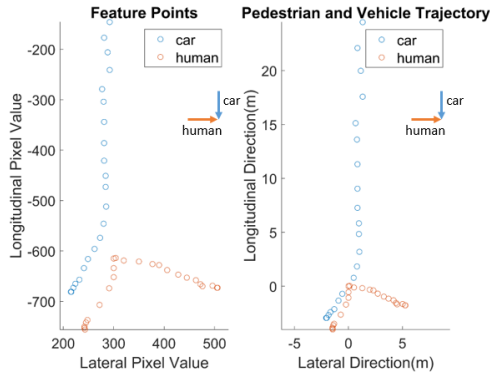 Feature Points
Pedestrian and Vehicle Trajectory
Longitudinal Pixel Value
-200
-300
-400
-500
-600
-700
200
300
400
500
Lateral Pixel Value
car
human
car
human
Longitudinal Direction(m)
20
15
10
5
0
-5
0
5
Lateral Direction(m)
car
human
car
human